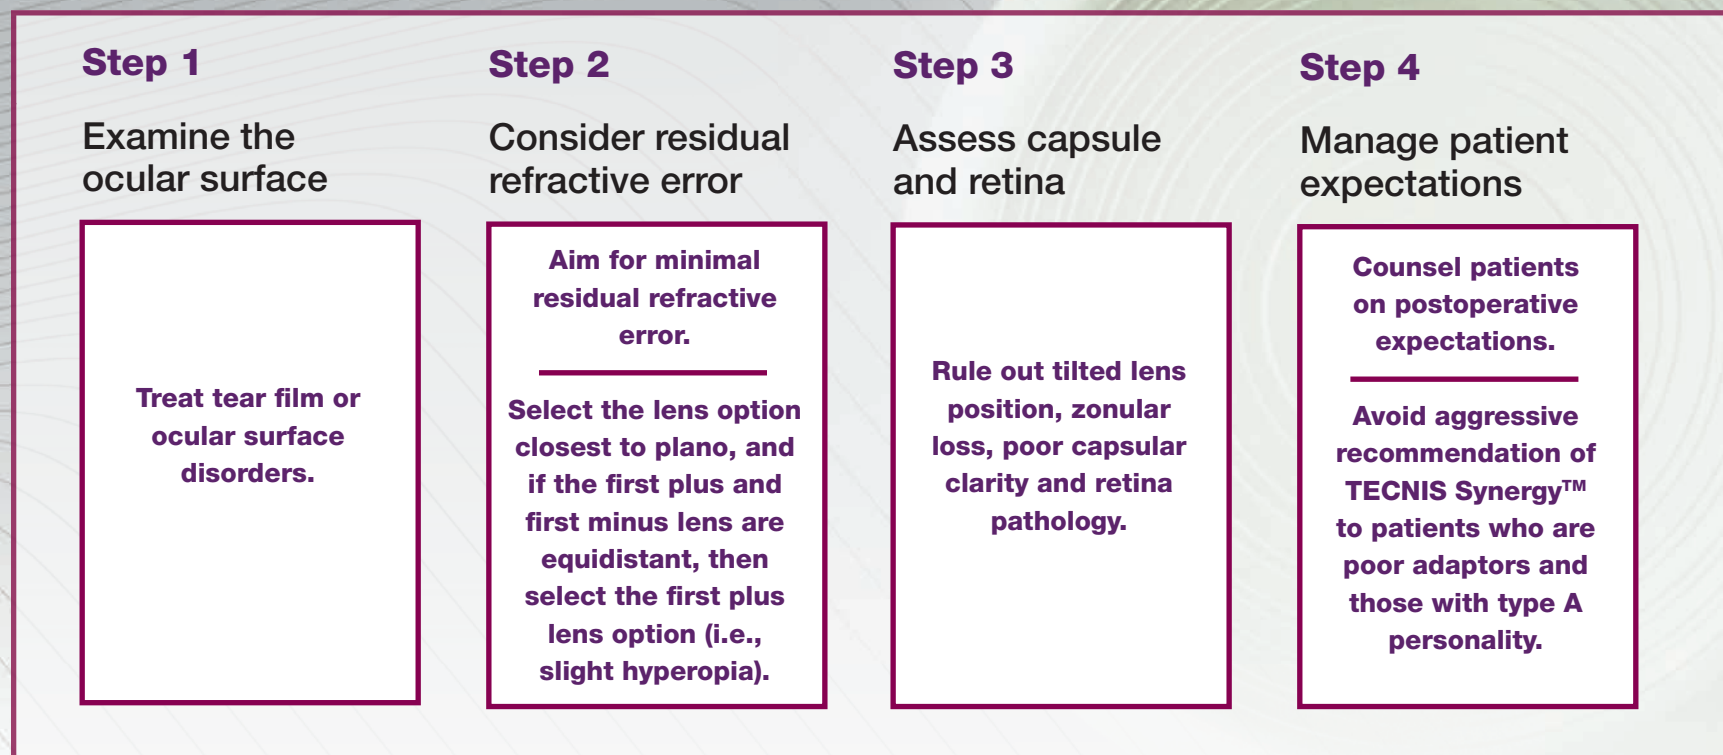 Step 1
Examine the
ocular surface
Treat tear film or
ocular surface
disorders.
Step 2
Consider residual
refractive error
Aim for minimal
residual refractive
error.
Select the lens option
closest to plano, and
if the first plus and
first minus lens are
equidistant, then
select the first plus
lens option (i.e.,
slight hyperopia).
Step 3
Assess capsule
and retina
Rule out tilted lens
position, zonular
loss, poor capsular
clarity and retina
pathology.
Step 4
Manage patient
expectations
Counsel patients
on postoperative
expectations.
Avoid aggressive
recommendation of
TECNIS Synergy™
to patients who are
poor adaptors and
those with type A
personality.